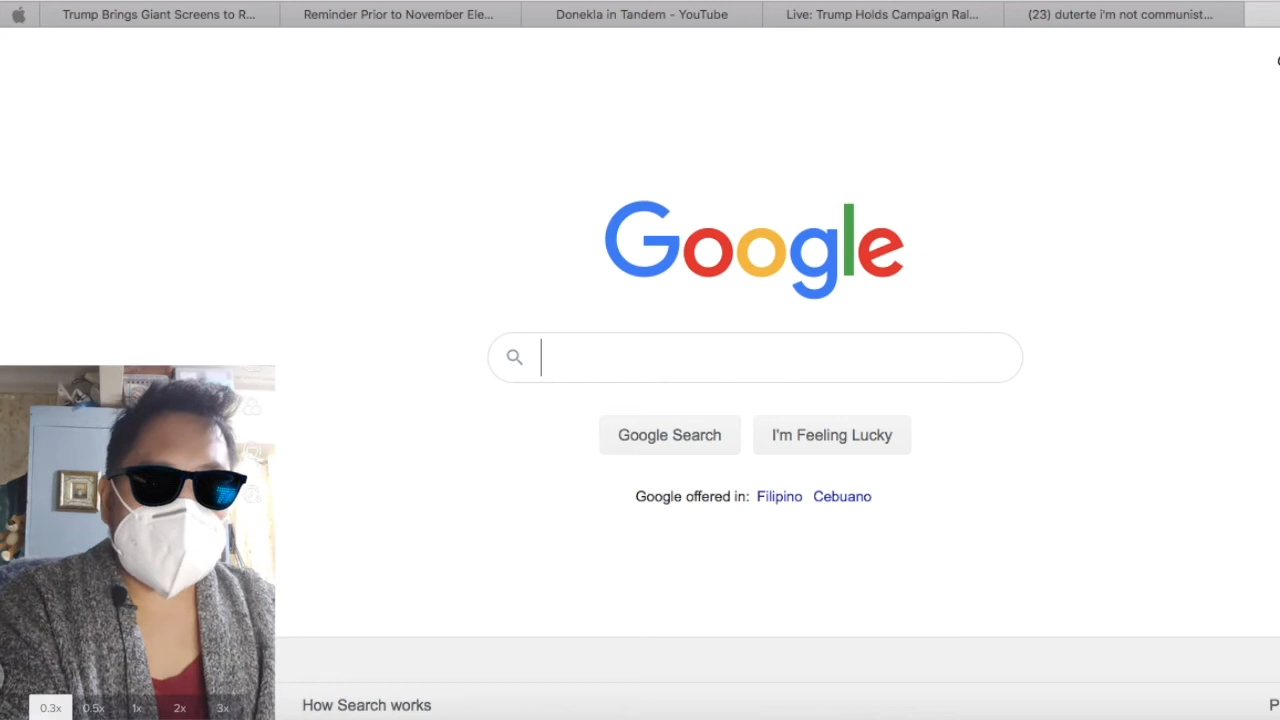 Trump Brings Giant Screens to R...
Reminder Prior to November Ele...
Donekla in Tandem - YouTube
Live: Trump Holds Campaign Ral...
(23) duterte i'm not communist...
Google
Google Search
I'm Feeling Lucky
Google offered in: Filipino Cebuano
How Search works
0.3x 0.5x 1x 2x 3x